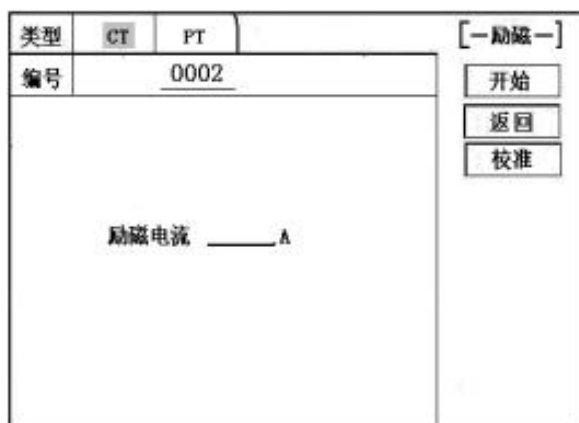 类型 CT PT
编号 0002
励磁电流 ______ A
[—励磁—]
开始
返回
校准